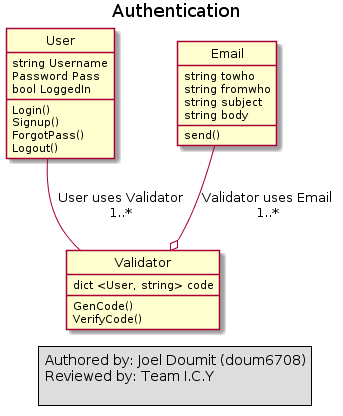 Authentication
User
string Username
Password Pass
bool LoggedIn
Login()
Signup()
ForgotPass()
Logout()
Email
string towho
string fromwho
string subject
string body
send()
User uses Validator
1..*
Validator uses Email
1..*
Validator
dict <User, string> code
GenCode()
VerifyCode()
Authored by: Joel Doumit (doum6708)
Reviewed by: Team I.C.Y